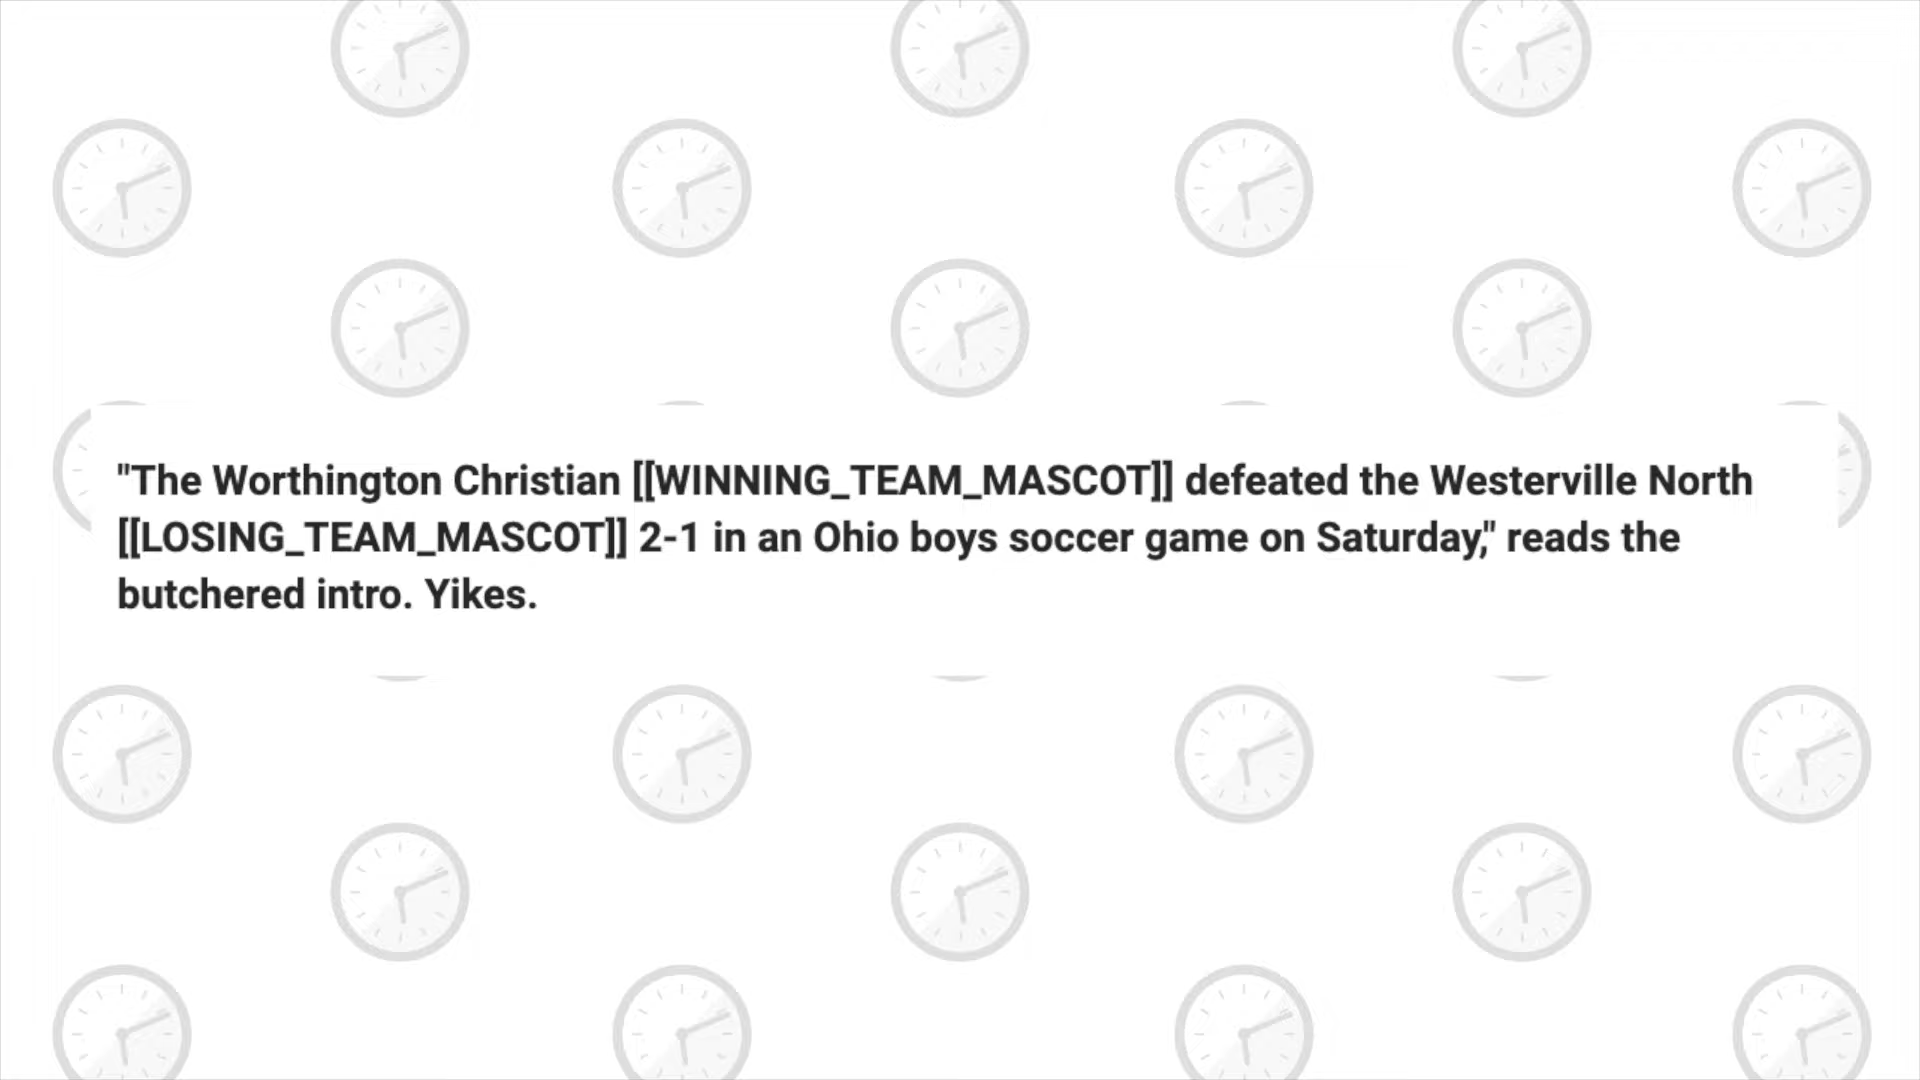 "The Worthington Christian [[WINNING_TEAM_MASCOT]] defeated the Westerville North
[[LOSING_TEAM_MASCOT]] 2-1 in an Ohio boys soccer game on Saturday," reads the
butchered intro. Yikes.